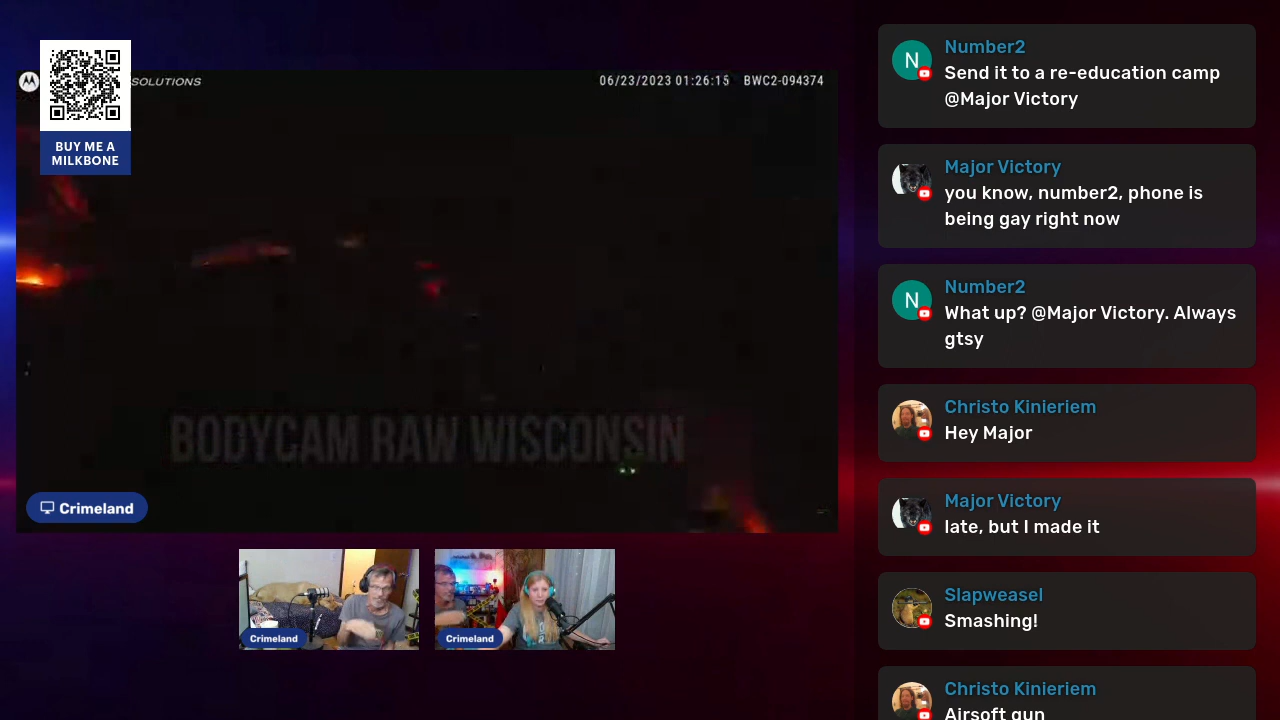 SOLUTIONS
06/23/2023 01:26:15 BWC2-094374
BUY ME A
MILKBONE
BODYCAM RAW WISCONSIN
Crimeland
Crimeland
Crimeland
N
Number2
Send it to a re-education camp
@Major Victory
Major Victory
you know, number2, phone is
being gay right now
N
Number2
What up? @Major Victory. Always
gtsy
Christo Kinieriem
Hey Major
Major Victory
late, but I made it
Slapweasel
Smashing!
Christo Kinieriem
Airsoft gun